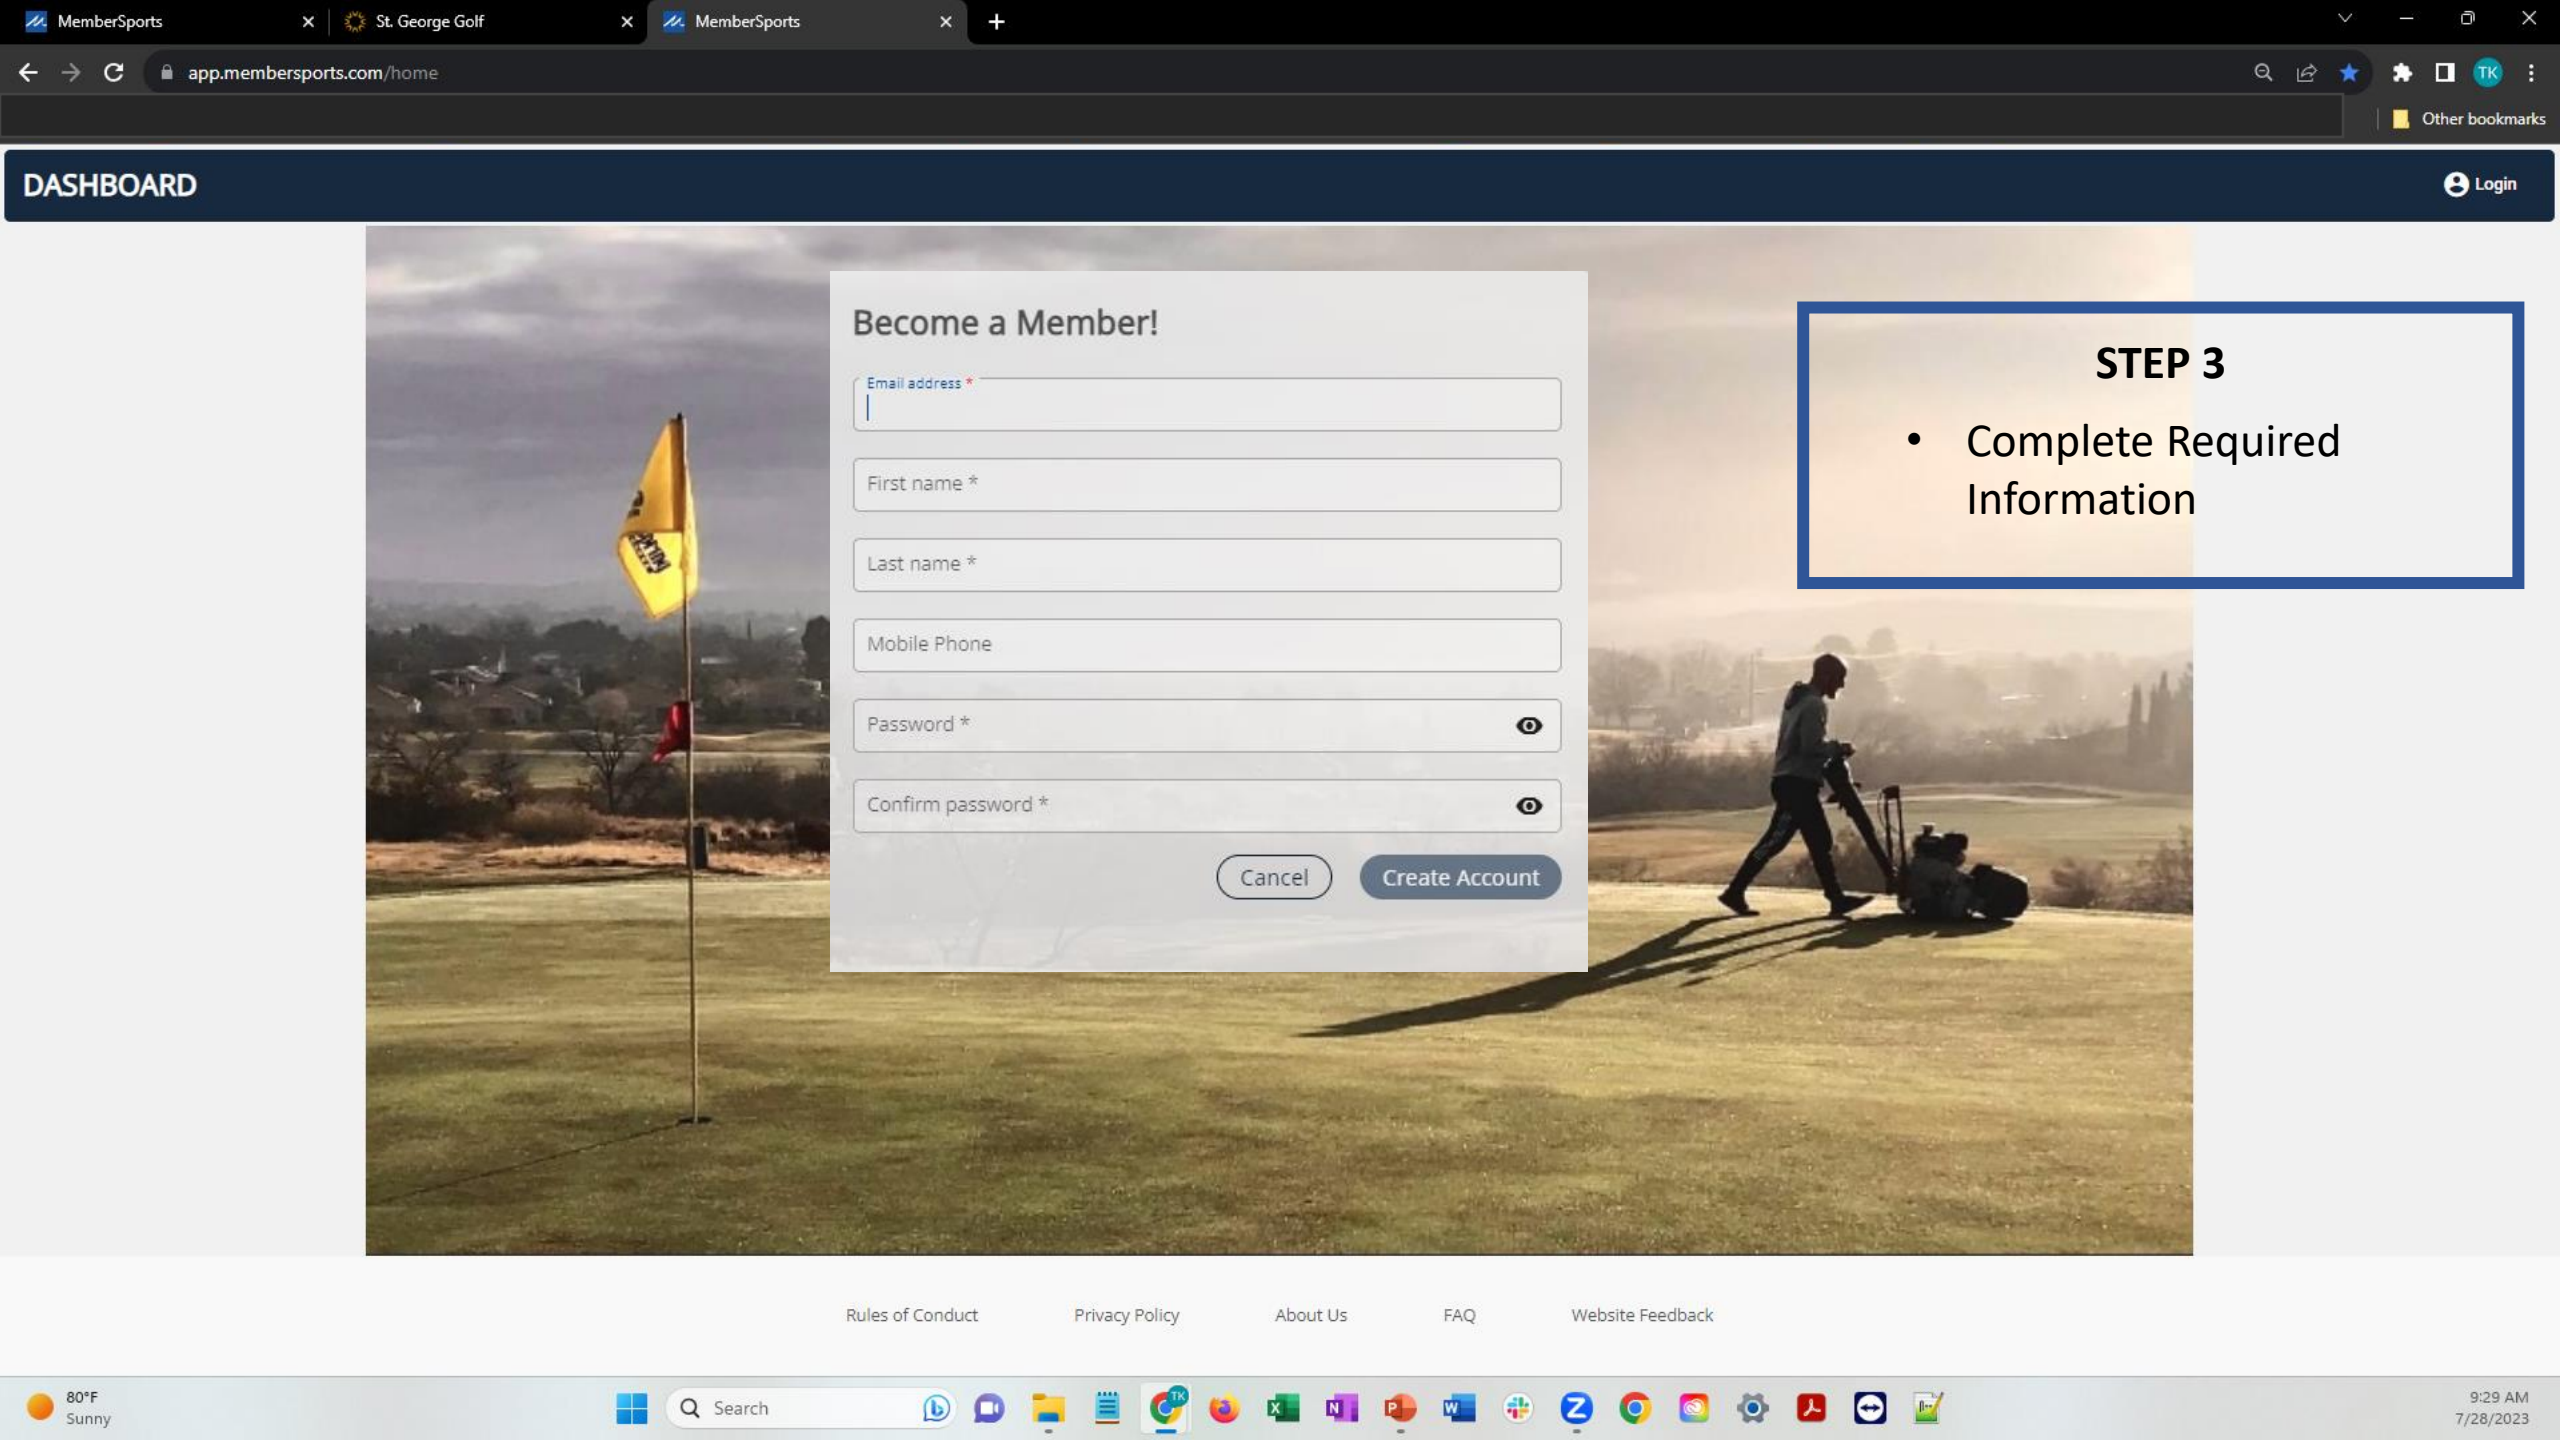 MemberSports
St. George Golf
MemberSports
app.membersports.com/home
TK
Other bookmarks
DASHBOARD
Login
Become a Member!
Email address *
First name *
Last name *
Mobile Phone
Password *
Confirm password *
Cancel
Create Account
STEP 3
• Complete Required
Information
Rules of Conduct
Privacy Policy
About Us
FAQ
Website Feedback
80°F
Sunny
Search
TK
9:29 AM
7/28/2023